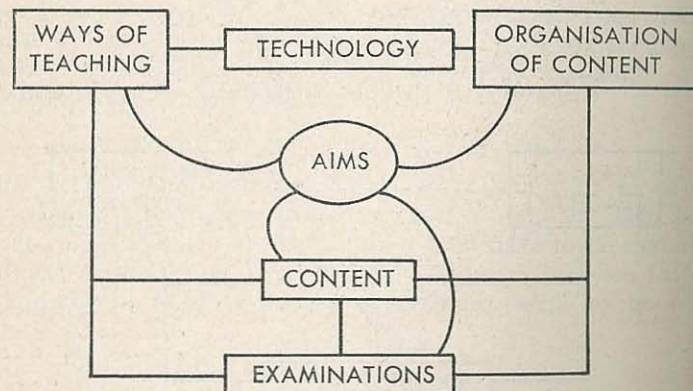 WAYS OF
TEACHING
TECHNOLOGY
ORGANISATION
OF CONTENT
AIMS
CONTENT
EXAMINATIONS